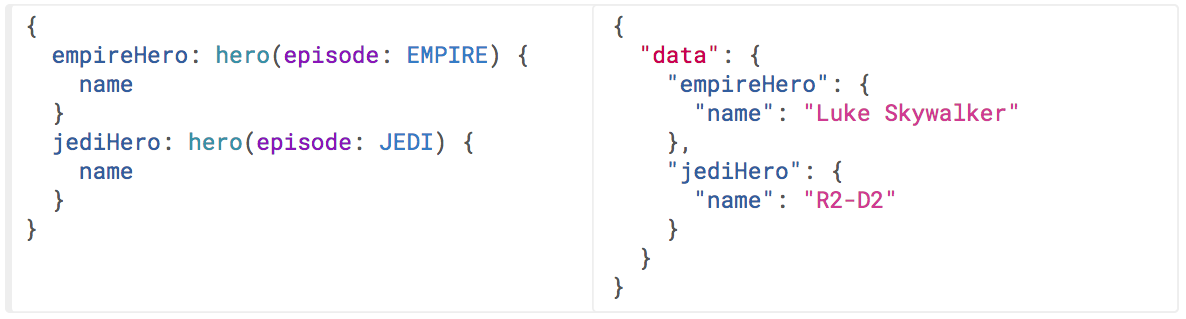 {
  empireHero: hero(episode: EMPIRE) {
    name
  }
  jediHero: hero(episode: JEDI) {
    name
  }
}
{
  "data": {
    "empireHero": {
      "name": "Luke Skywalker"
    },
    "jediHero": {
      "name": "R2-D2"
    }
  }
}